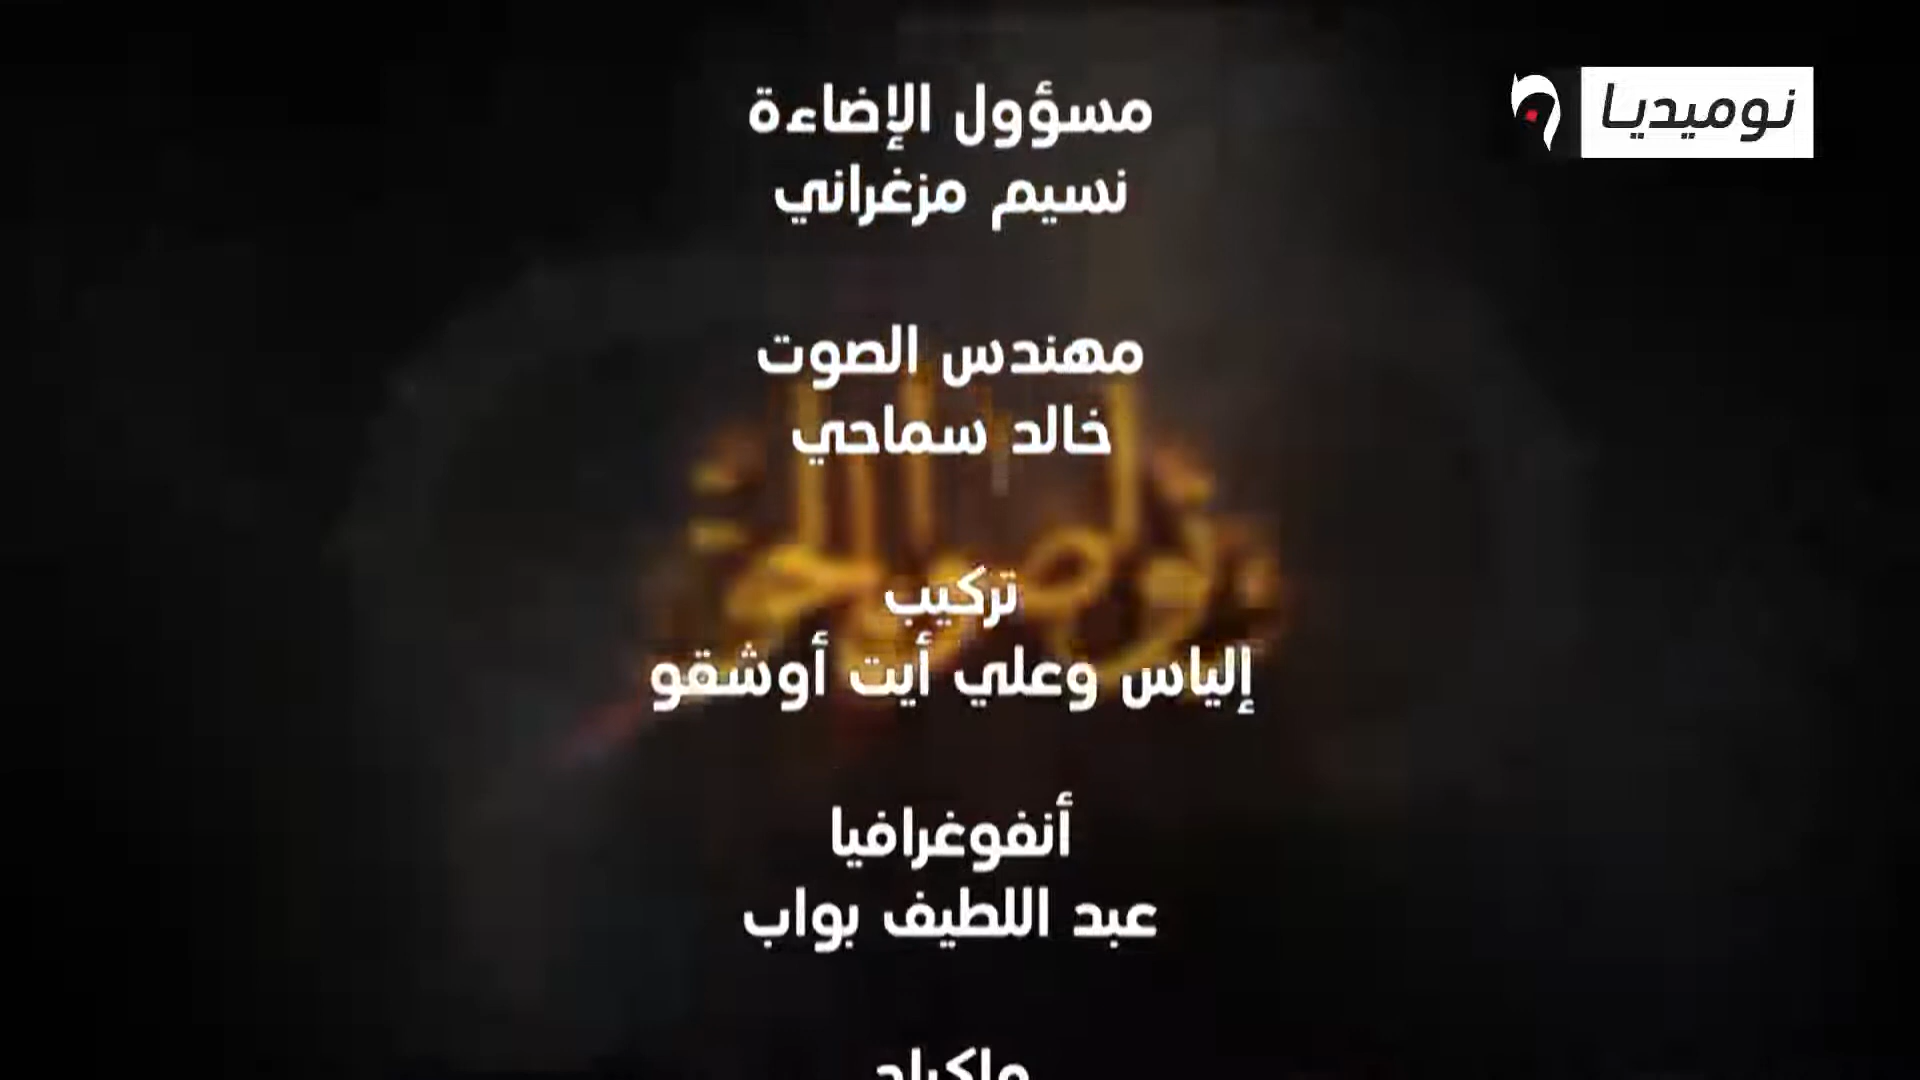 نوميديا
مسؤول الإضاءة
نسيم مزغراني
مهندس الصوت
خالد سماحي
تركيب
إلياس وعلي أيت أوشقو
أنفوغرافيا
عبد اللطيف بواب